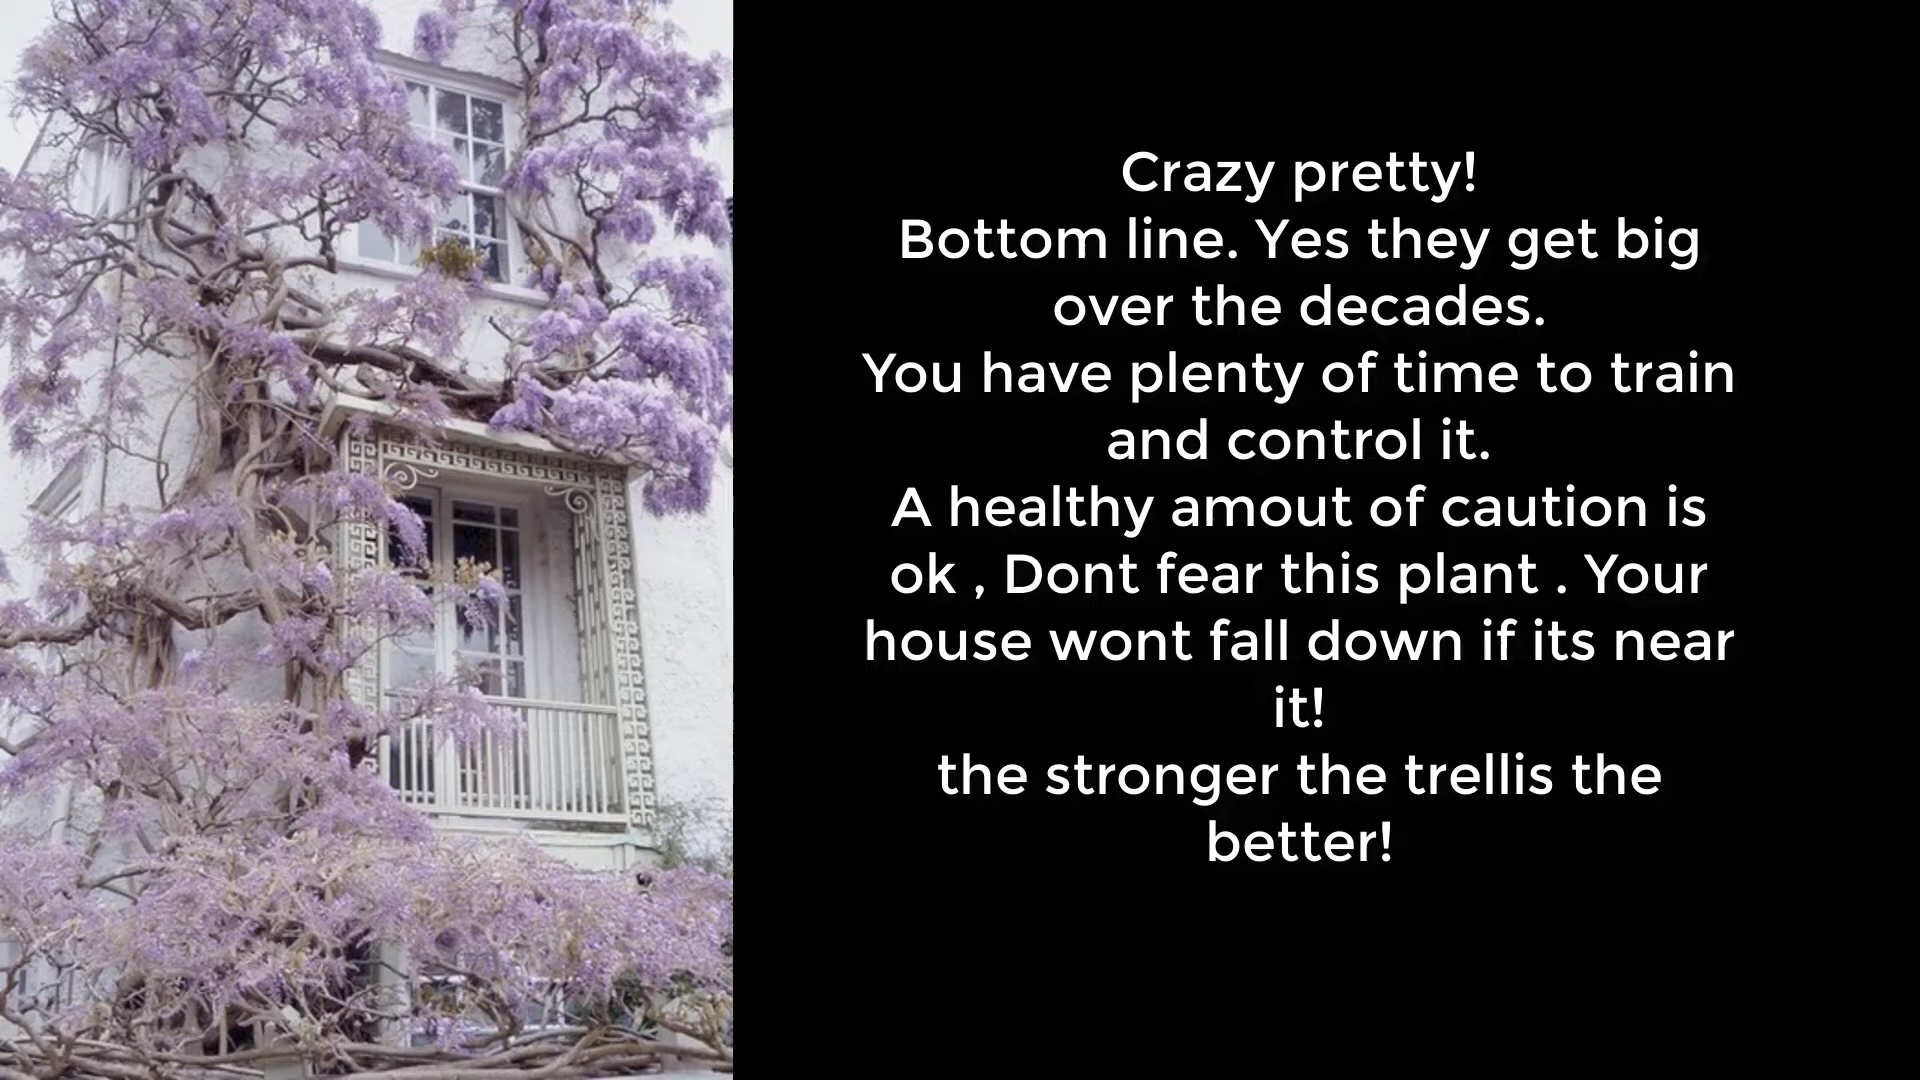 Crazy pretty!
Bottom line. Yes they get big
over the decades.
You have plenty of time to train
and control it.
A healthy amout of caution is
ok , Dont fear this plant . Your
house wont fall down if its near
it!
the stronger the trellis the
better!